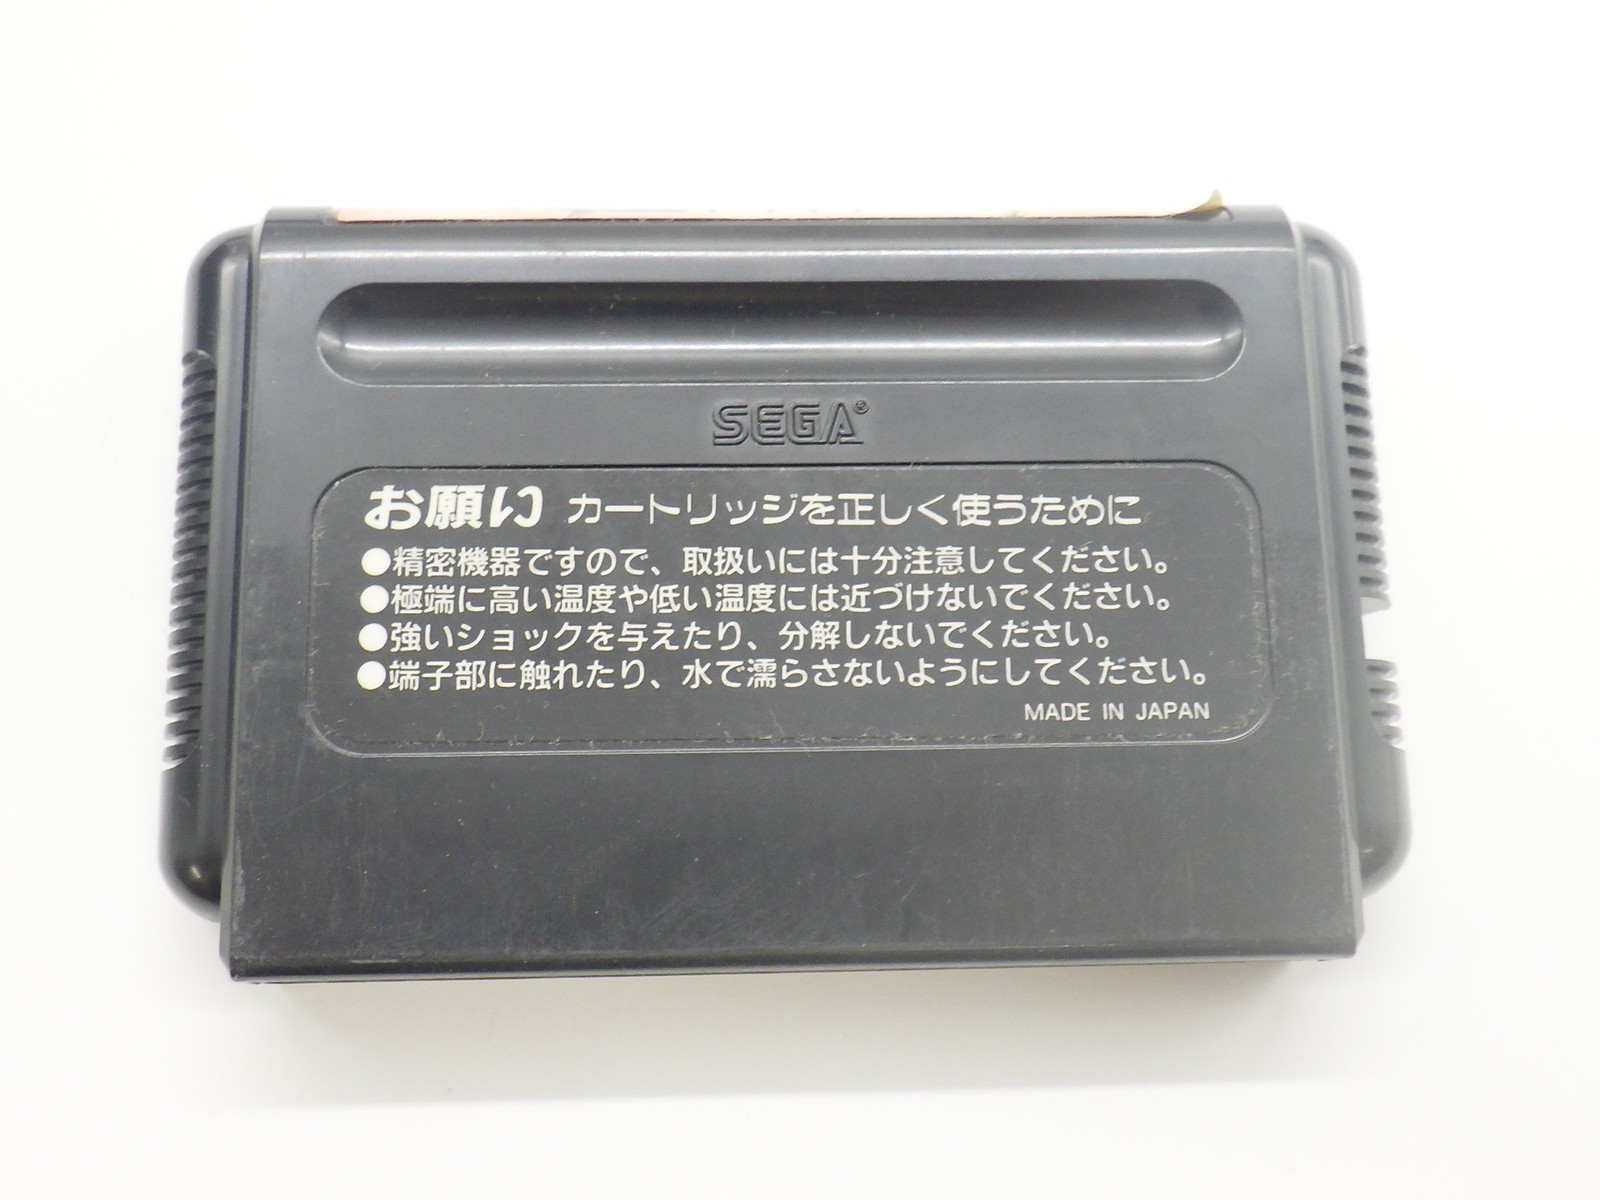 SEGA®
お願い カートリッジを正しく使うために
●精密機器ですので、取扱いには十分注意してください。
●極端に高い温度や低い温度には近づけないでください。
●強いショックを与えたり、分解しないでください。
●端子部に触れたり、水で濡らさないようにしてください。
MADE IN JAPAN